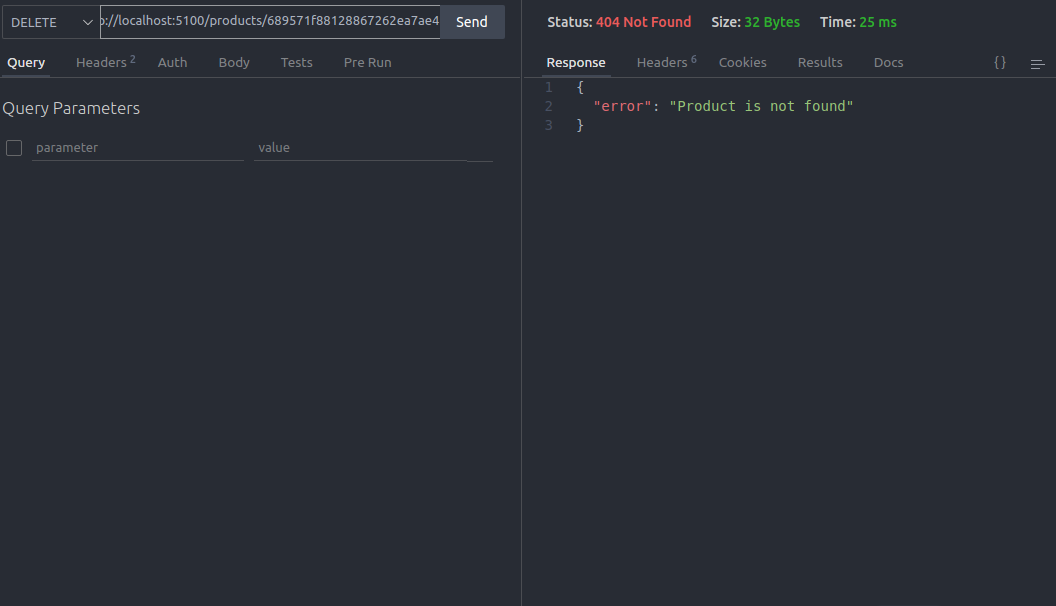 DELETE
://localhost:5100/products/689571f88128867262ea7ae4
Send
Query
Headers 2
Auth
Body
Tests
Pre Run
Query Parameters
parameter
value
Status: 404 Not Found
Size: 32 Bytes
Time: 25 ms
Response
Headers 6
Cookies
Results
Docs
{}
1 {
2 "error": "Product is not found"
3 }